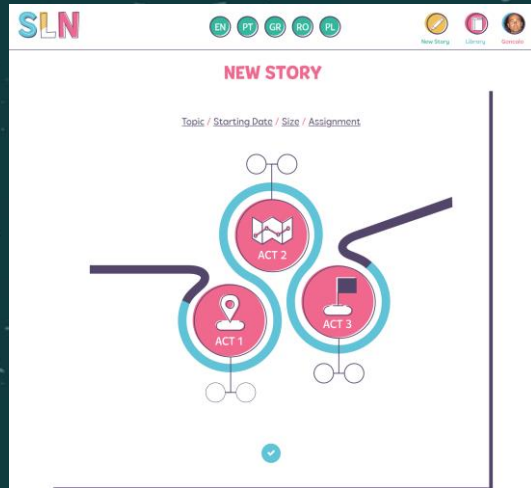 SLN
EN PT GR RO PL
New Story Library Gonçalo
NEW STORY
Topic / Starting Date / Size / Assignment
ACT 2
ACT 3
ACT 1